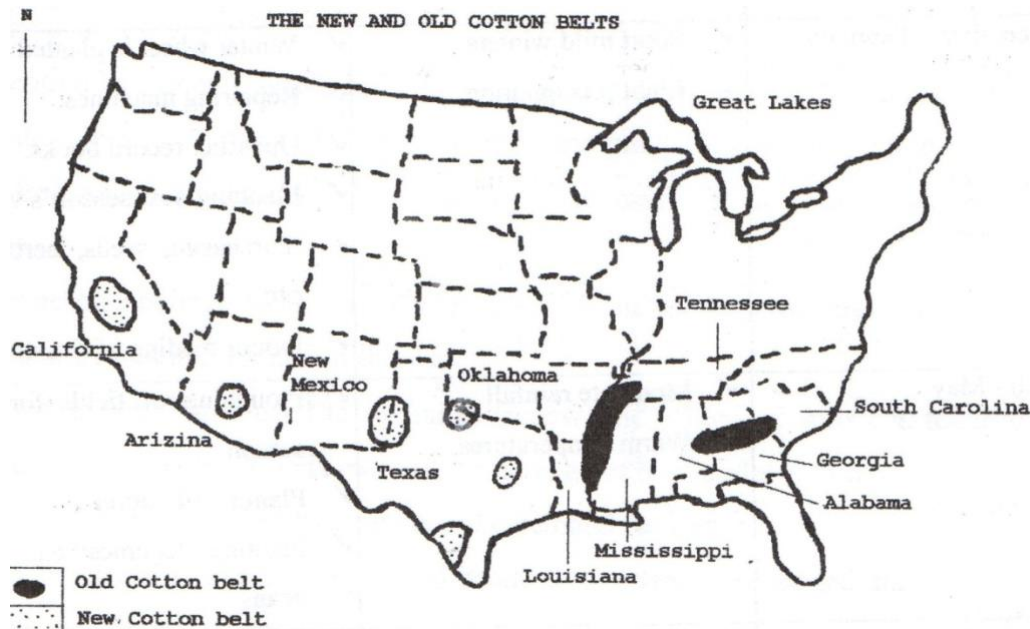 N
THE NEW AND OLD COTTON BELTS
Great Lakes
Tennessee
California
New
Mexico
Oklahoma
South Carolina
Arizina
Texas
Georgia
Alabama
Mississippi
Louisiana
Old Cotton belt
New Cotton belt